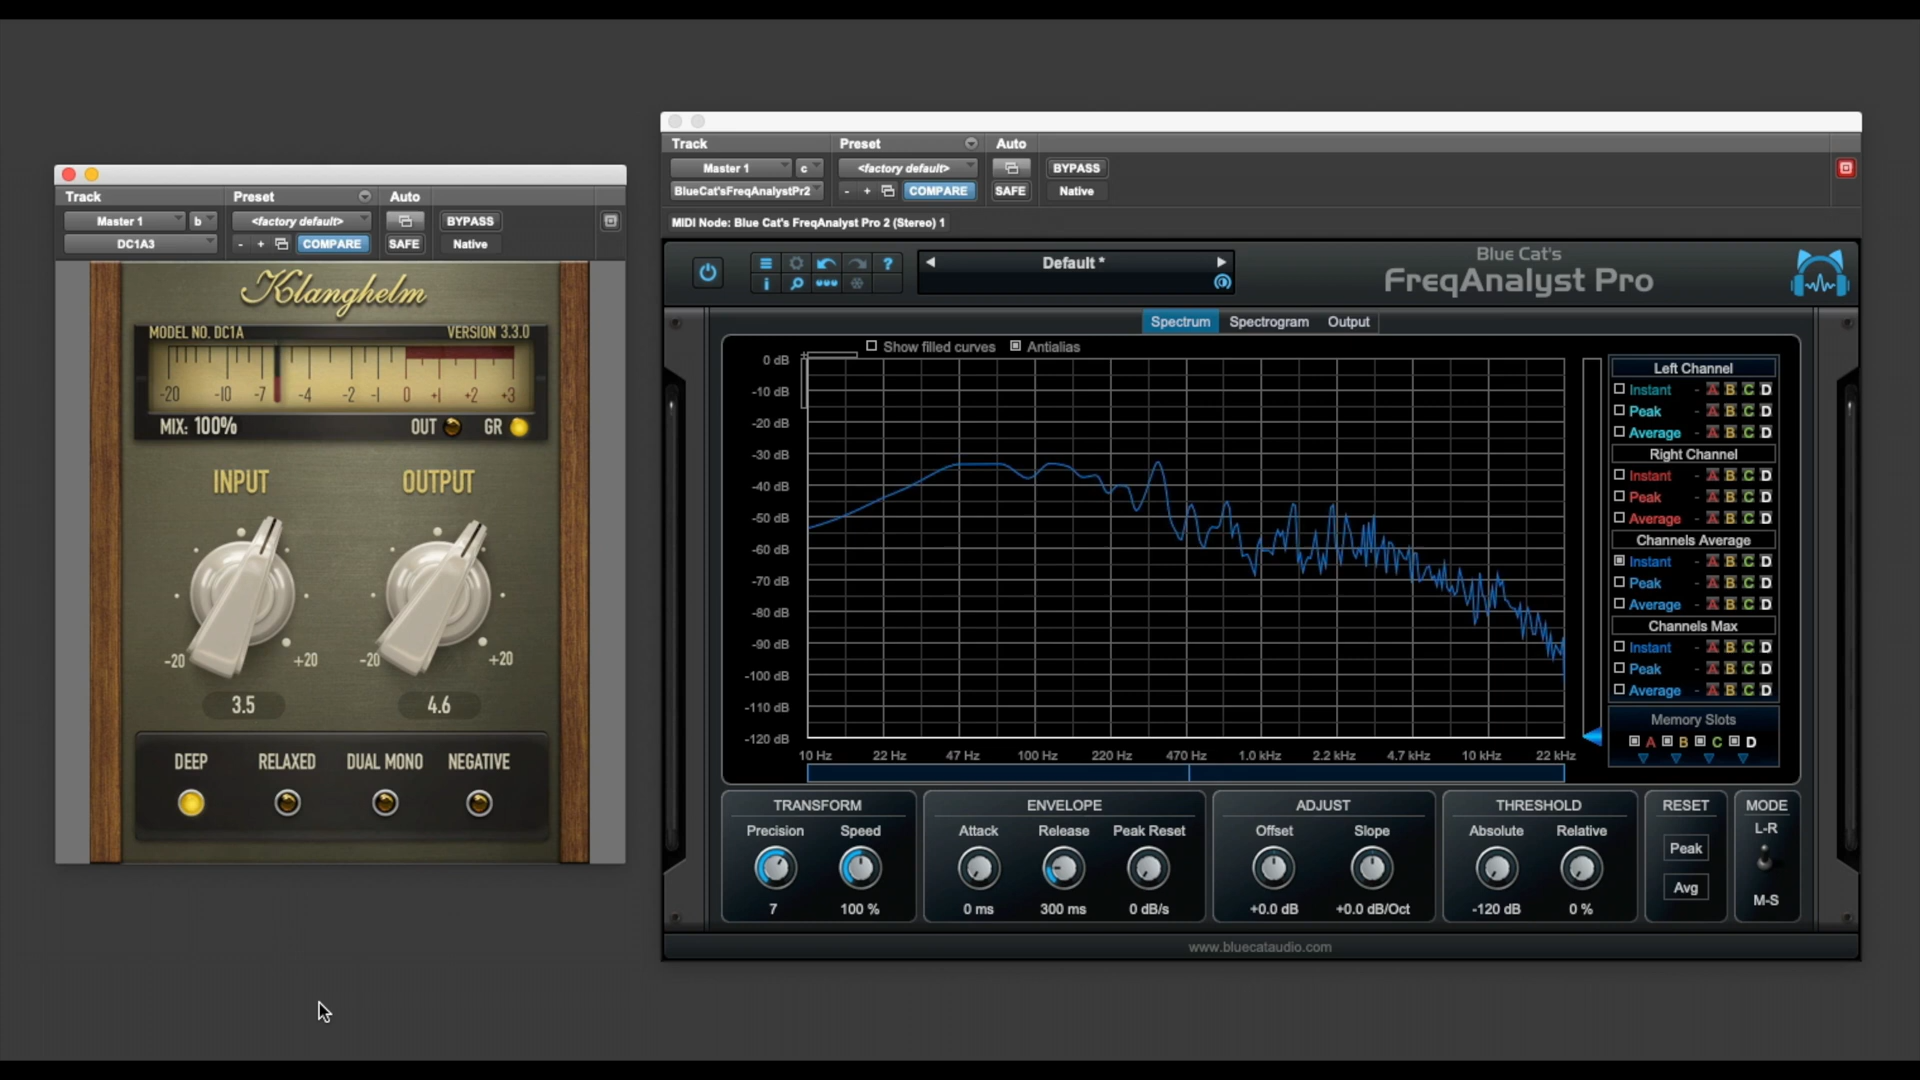 Track Preset Auto
Master 1 b <factory default> BYPASS
DC1A3 - + COMPARE SAFE Native
Klanghelm
MODEL NO. DC1A VERSION 3.3.0
-20 -10 -7 -4 -2 -1 0 +1 +2 +3
MIX: 100% OUT GR
INPUT OUTPUT
-20 +20 -20 +20
3.5 4.6
DEEP RELAXED DUAL MONO NEGATIVE
Track Preset Auto
Master 1 c <factory default> BYPASS
BlueCat'sFreqAnalystPr2 - + COMPARE SAFE Native
MIDI Node: Blue Cat's FreqAnalyst Pro 2 (Stereo) 1
? i
Default *
Blue Cat's
FreqAnalyst Pro
Spectrum Spectrogram Output
Show filled curves Antialias
0 dB
-10 dB
-20 dB
-30 dB
-40 dB
-50 dB
-60 dB
-70 dB
-80 dB
-90 dB
-100 dB
-110 dB
-120 dB
10 Hz 22 Hz 47 Hz 100 Hz 220 Hz 470 Hz 1.0 kHz 2.2 kHz 4.7 kHz 10 kHz 22 kHz
Left Channel
Instant - A B C D
Peak - A B C D
Average - A B C D
Right Channel
Instant - A B C D
Peak - A B C D
Average - A B C D
Channels Average
Instant - A B C D
Peak - A B C D
Average - A B C D
Channels Max
Instant - A B C D
Peak - A B C D
Average - A B C D
Memory Slots
A B C D
TRANSFORM ENVELOPE ADJUST THRESHOLD RESET MODE
Precision Speed Attack Release Peak Reset Offset Slope Absolute Relative L-R
Peak
Avg
7 100 % 0 ms 300 ms 0 dB/s +0.0 dB +0.0 dB/Oct -120 dB 0 % M-S
www.bluecataudio.com